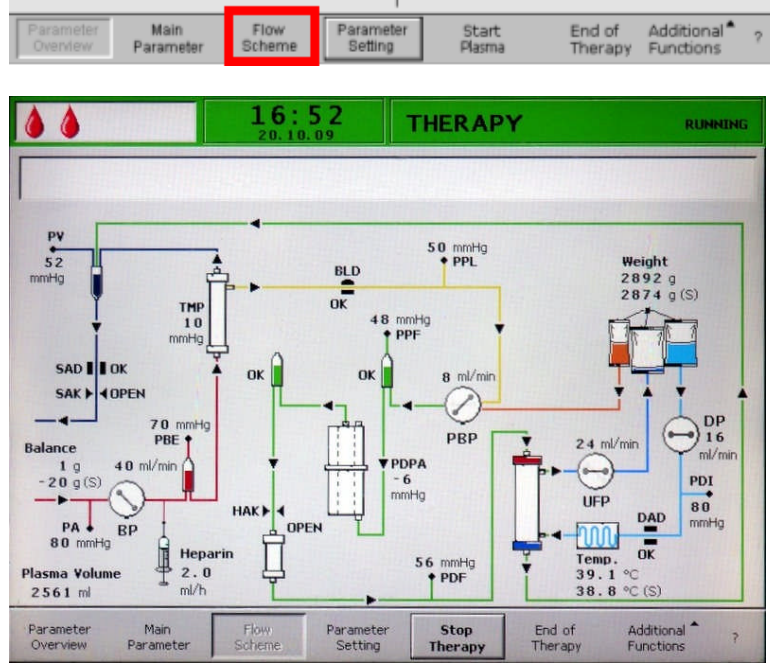 Parameter Overview
Main Parameter
Flow Scheme
Parameter Setting
Start Plasma
End of Therapy
Additional Functions
?
16:52
20.10.09
THERAPY
RUNNING
PV
52
mmHg
TMP
10
mmHg
BLD
OK
50 mmHg
PPL
48 mmHg
PPF
Weight
2892 g
2874 g (S)
SAD OK
SAK OPEN
OK
OK
8 ml/min
PBP
70 mmHg
PBE
Balance
1 g
-20 g (S)
40 ml/min
BP
PA
80 mmHg
HAK
OPEN
PDPA
-6
mmHg
24 ml/min
UFP
DP
16
ml/min
PDI
80
mmHg
DAD
OK
Heparin
2.0
ml/h
56 mmHg
PDF
Temp.
39.1 °C
38.8 °C (S)
Plasma Volume
2561 ml
Parameter Overview
Main Parameter
Flow Scheme
Parameter Setting
Stop Therapy
End of Therapy
Additional Functions
?